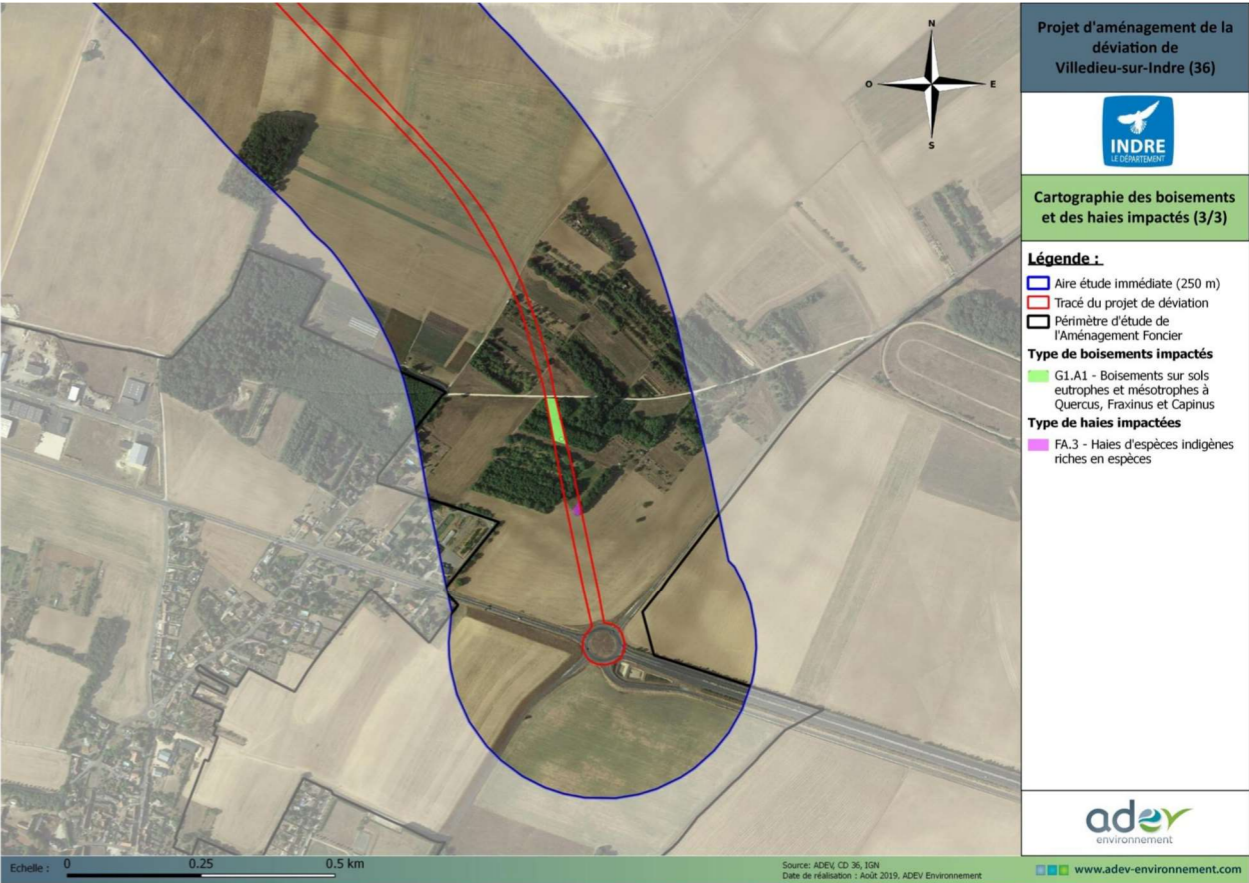 N
O
E
S
Projet d'aménagement de la
déviation de
Villedieu-sur-Indre (36)
INDRE
LE DÉPARTEMENT
Cartographie des boisements
et des haies impactés (3/3)
Légende :
Aire étude immédiate (250 m)
Tracé du projet de déviation
Périmètre d'étude de
l'Aménagement Foncier
Type de boisements impactés
G1.A1 - Boisements sur sols
eutrophes et mésotrophes à
Quercus, Fraxinus et Capinus
Type de haies impactées
FA.3 - Haies d'espèces indigènes
riches en espèces
adev
environnement
Echelle :
0
0.25
0.5 km
Source: ADEV, CD 36, IGN
Date de réalisation : Août 2019, ADEV Environnement
www.adev-environnement.com